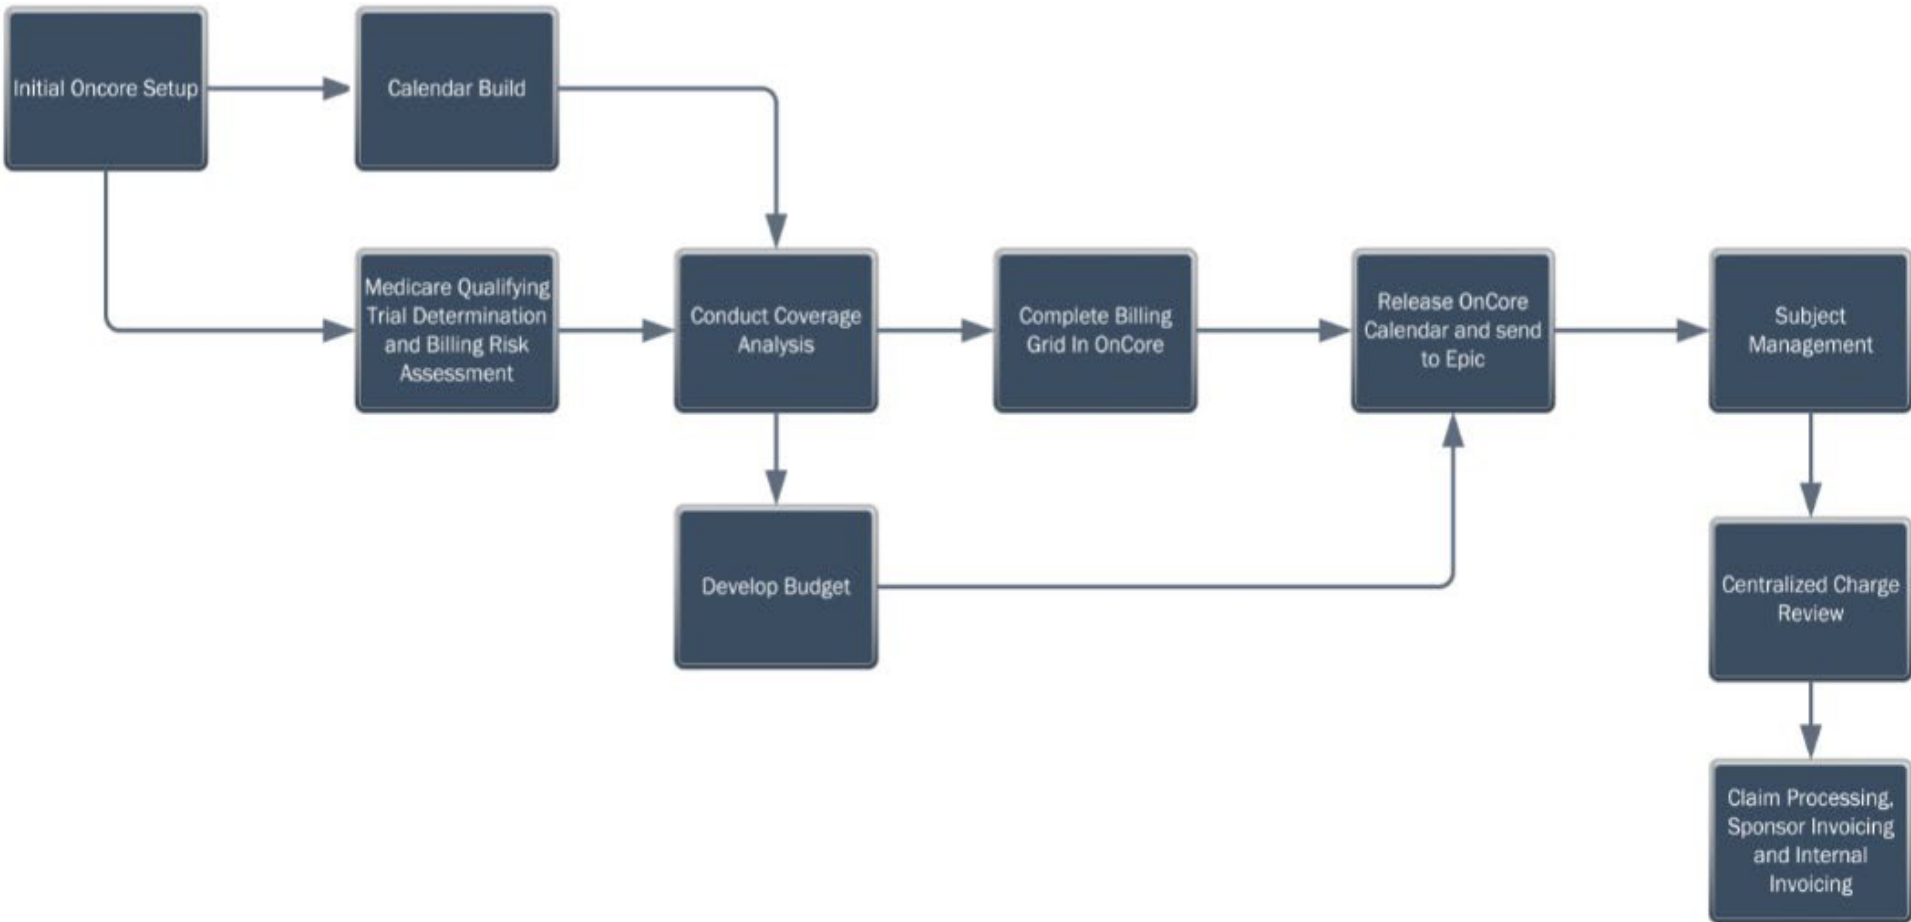 Initial Oncore Setup
Calendar Build
Medicare Qualifying
Trial Determination
and Billing Risk
Assessment
Conduct Coverage
Analysis
Complete Billing
Grid In OnCore
Release OnCore
Calendar and send
to Epic
Subject
Management
Develop Budget
Centralized Charge
Review
Claim Processing,
Sponsor Invoicing
and Internal
Invoicing